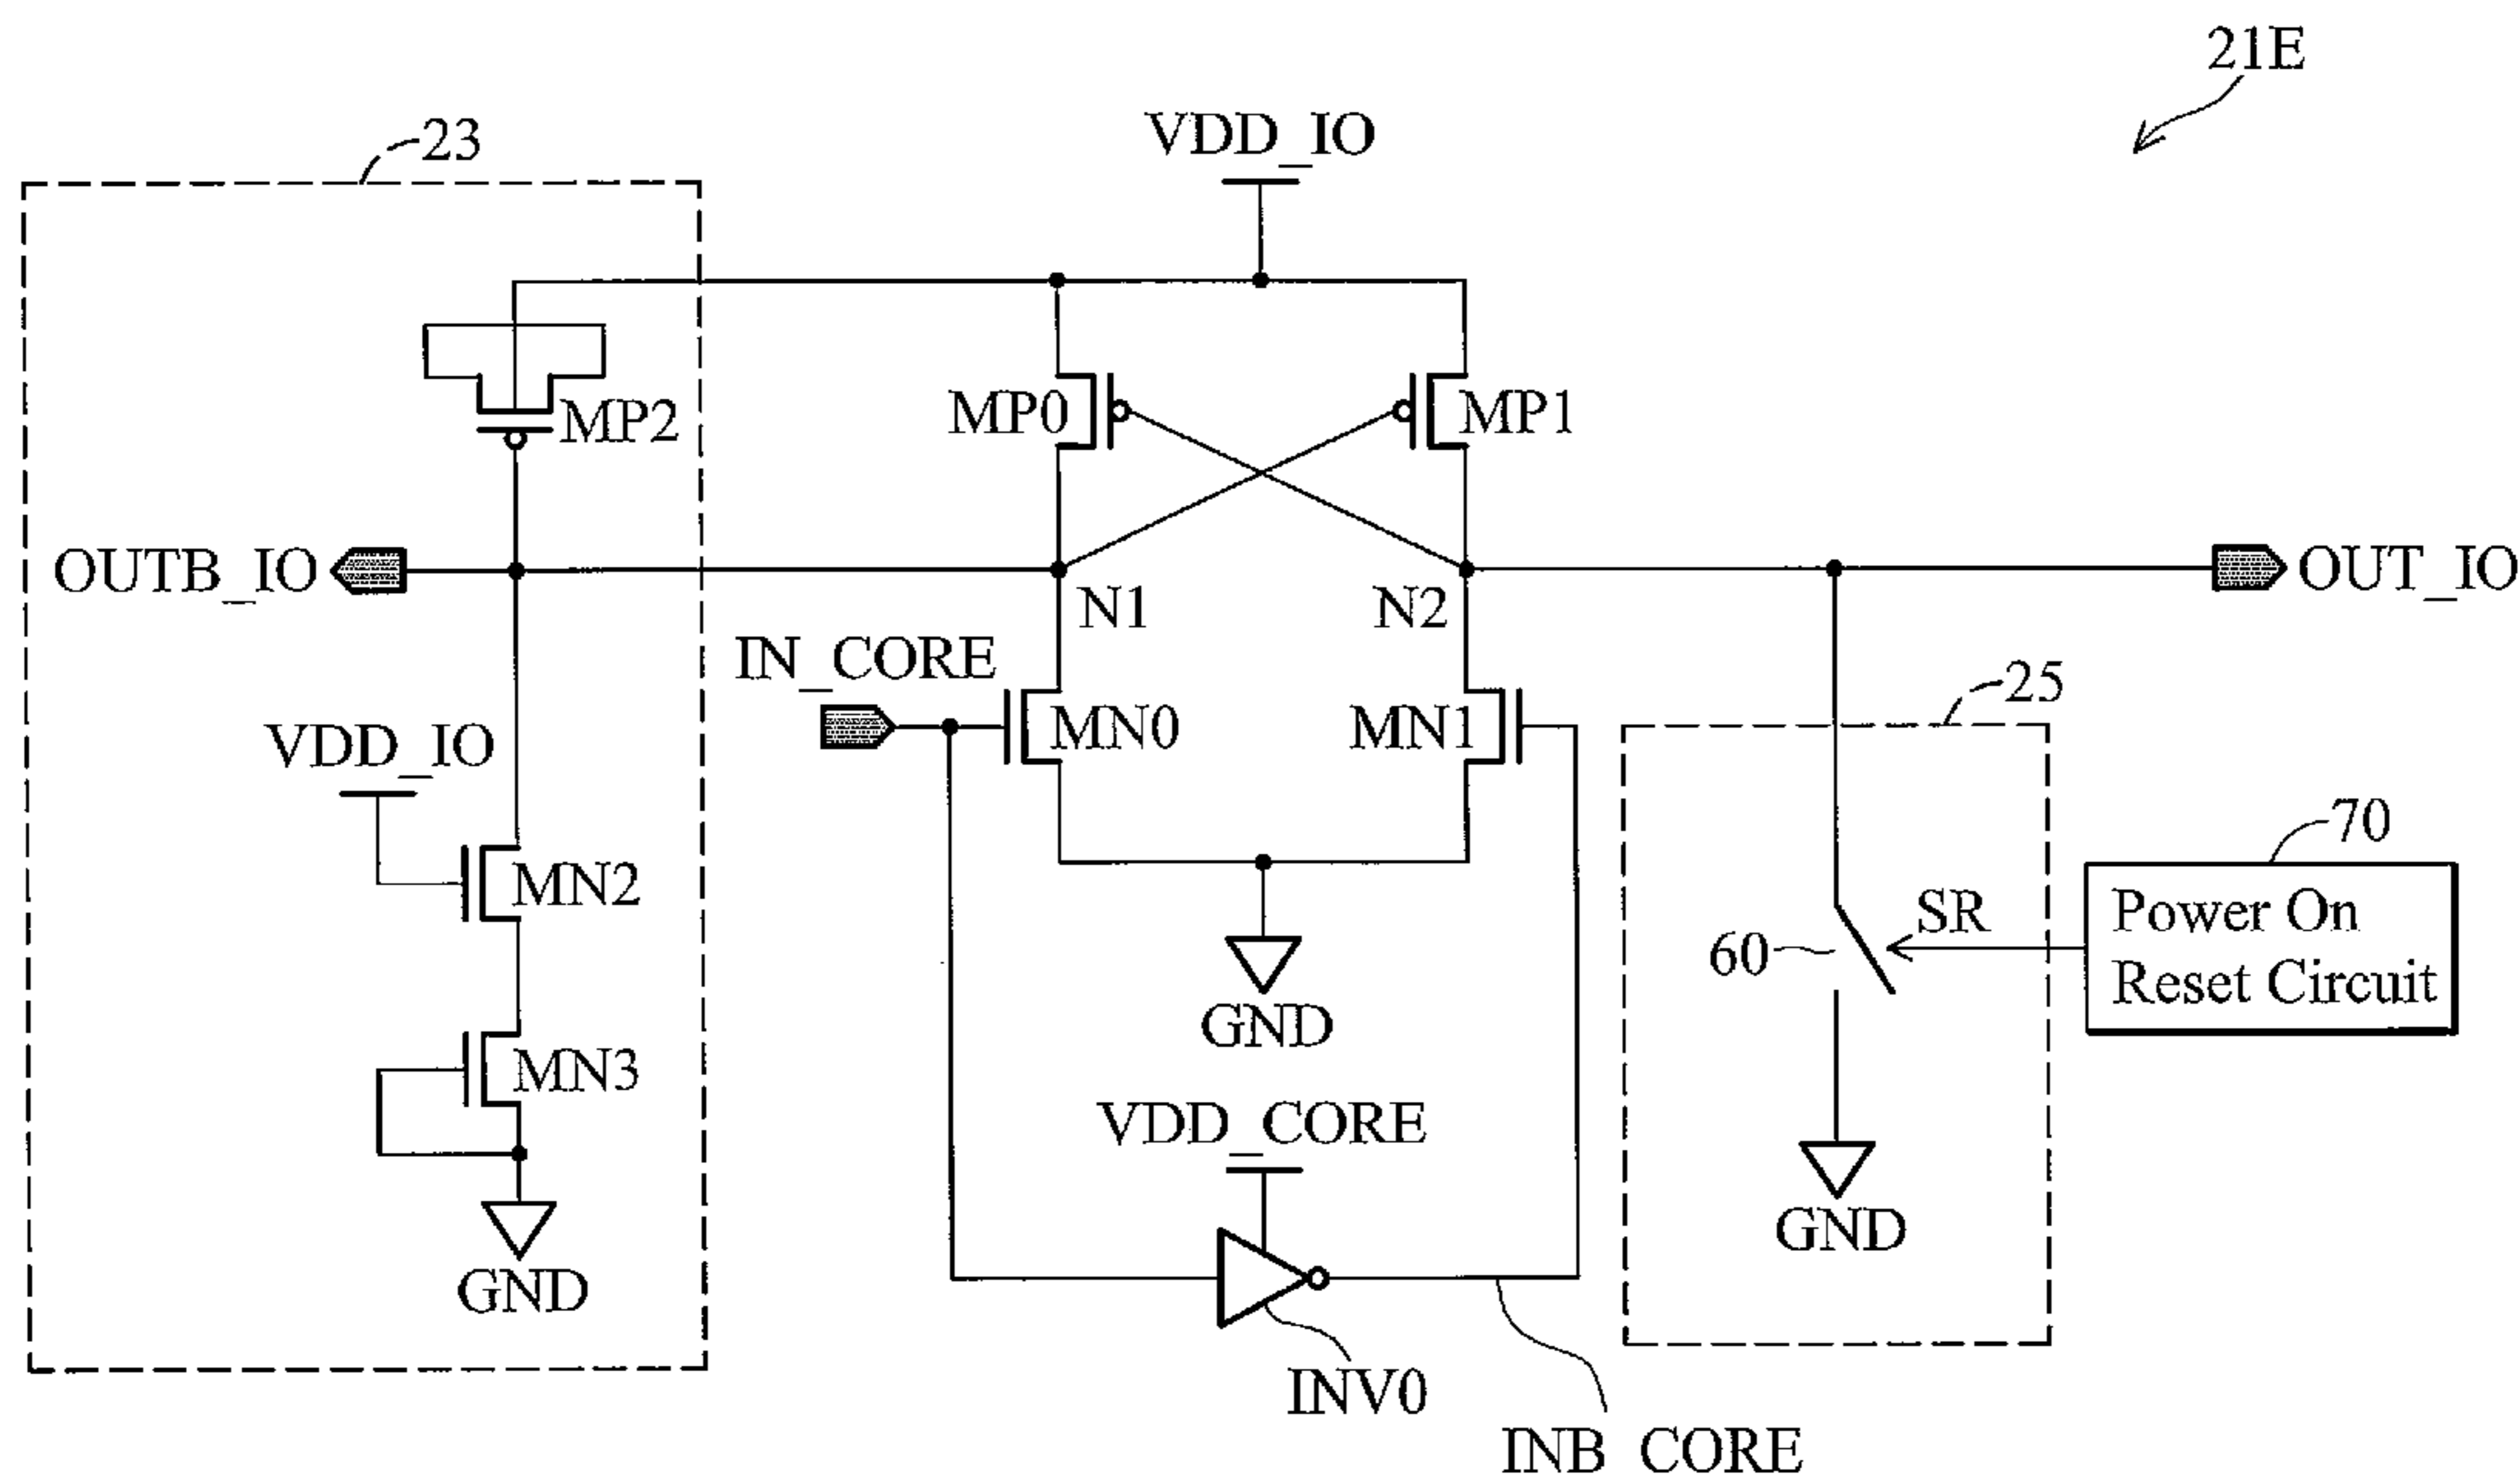 21E
23
VDD_IO
MP2
MP0
MP1
OUTB_IO
OUT_IO
N1
N2
IN_CORE
25
VDD_IO
MN0
MN1
70
MN2
SR
Power On
Reset Circuit
60
GND
MN3
VDD_CORE
GND
GND
INV0
INB_CORE